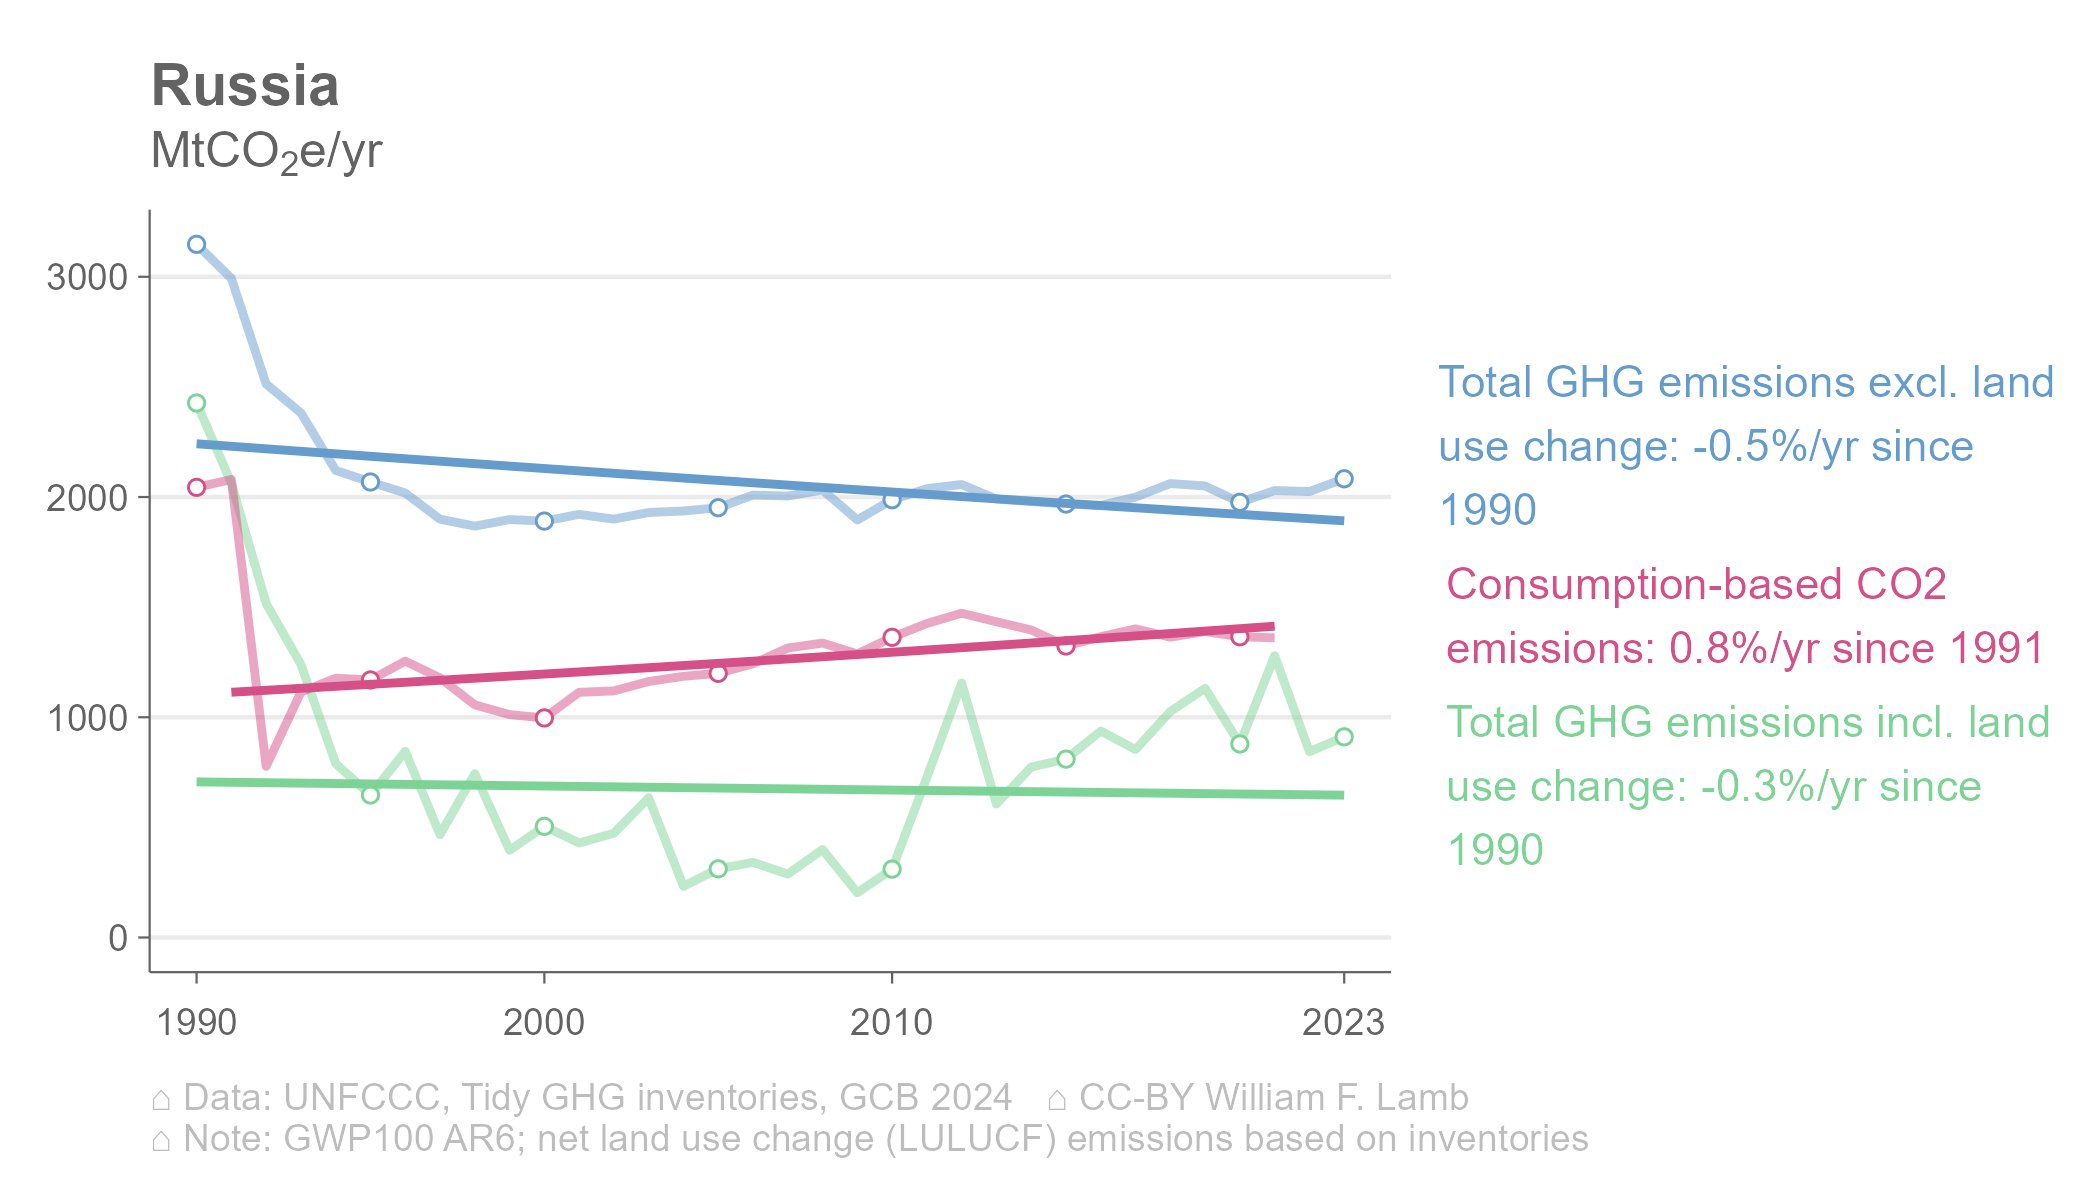 Russia
MtCO₂e/yr
3000
2000
1000
0
1990 2000 2010 2023
Total GHG emissions excl. land
use change: -0.5%/yr since
1990
Consumption-based CO2
emissions: 0.8%/yr since 1991
Total GHG emissions incl. land
use change: -0.3%/yr since
1990
⌂ Data: UNFCCC, Tidy GHG inventories, GCB 2024 ⌂ CC-BY William F. Lamb
⌂ Note: GWP100 AR6; net land use change (LULUCF) emissions based on inventories